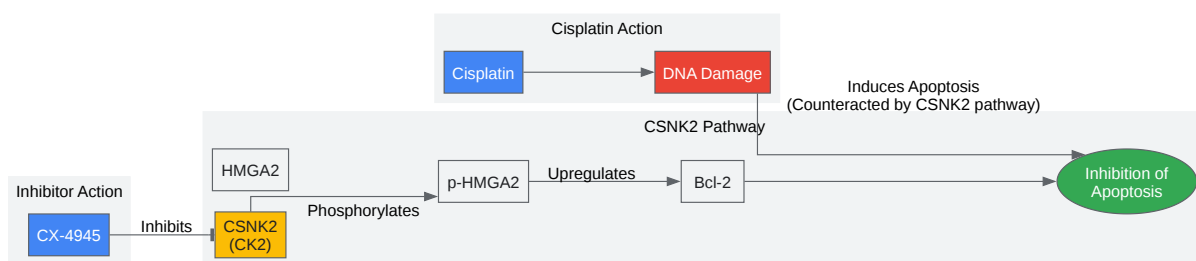 Cisplatin Action
Cisplatin
DNA Damage
Induces Apoptosis
(Counteracted by CSNK2 pathway)
CSNK2 Pathway
HMGA2
p-HMGA2
Upregulates
Bcl-2
Inhibition of
Apoptosis
Inhibitor Action
CX-4945
Inhibits
CSNK2
(CK2)
Phosphorylates